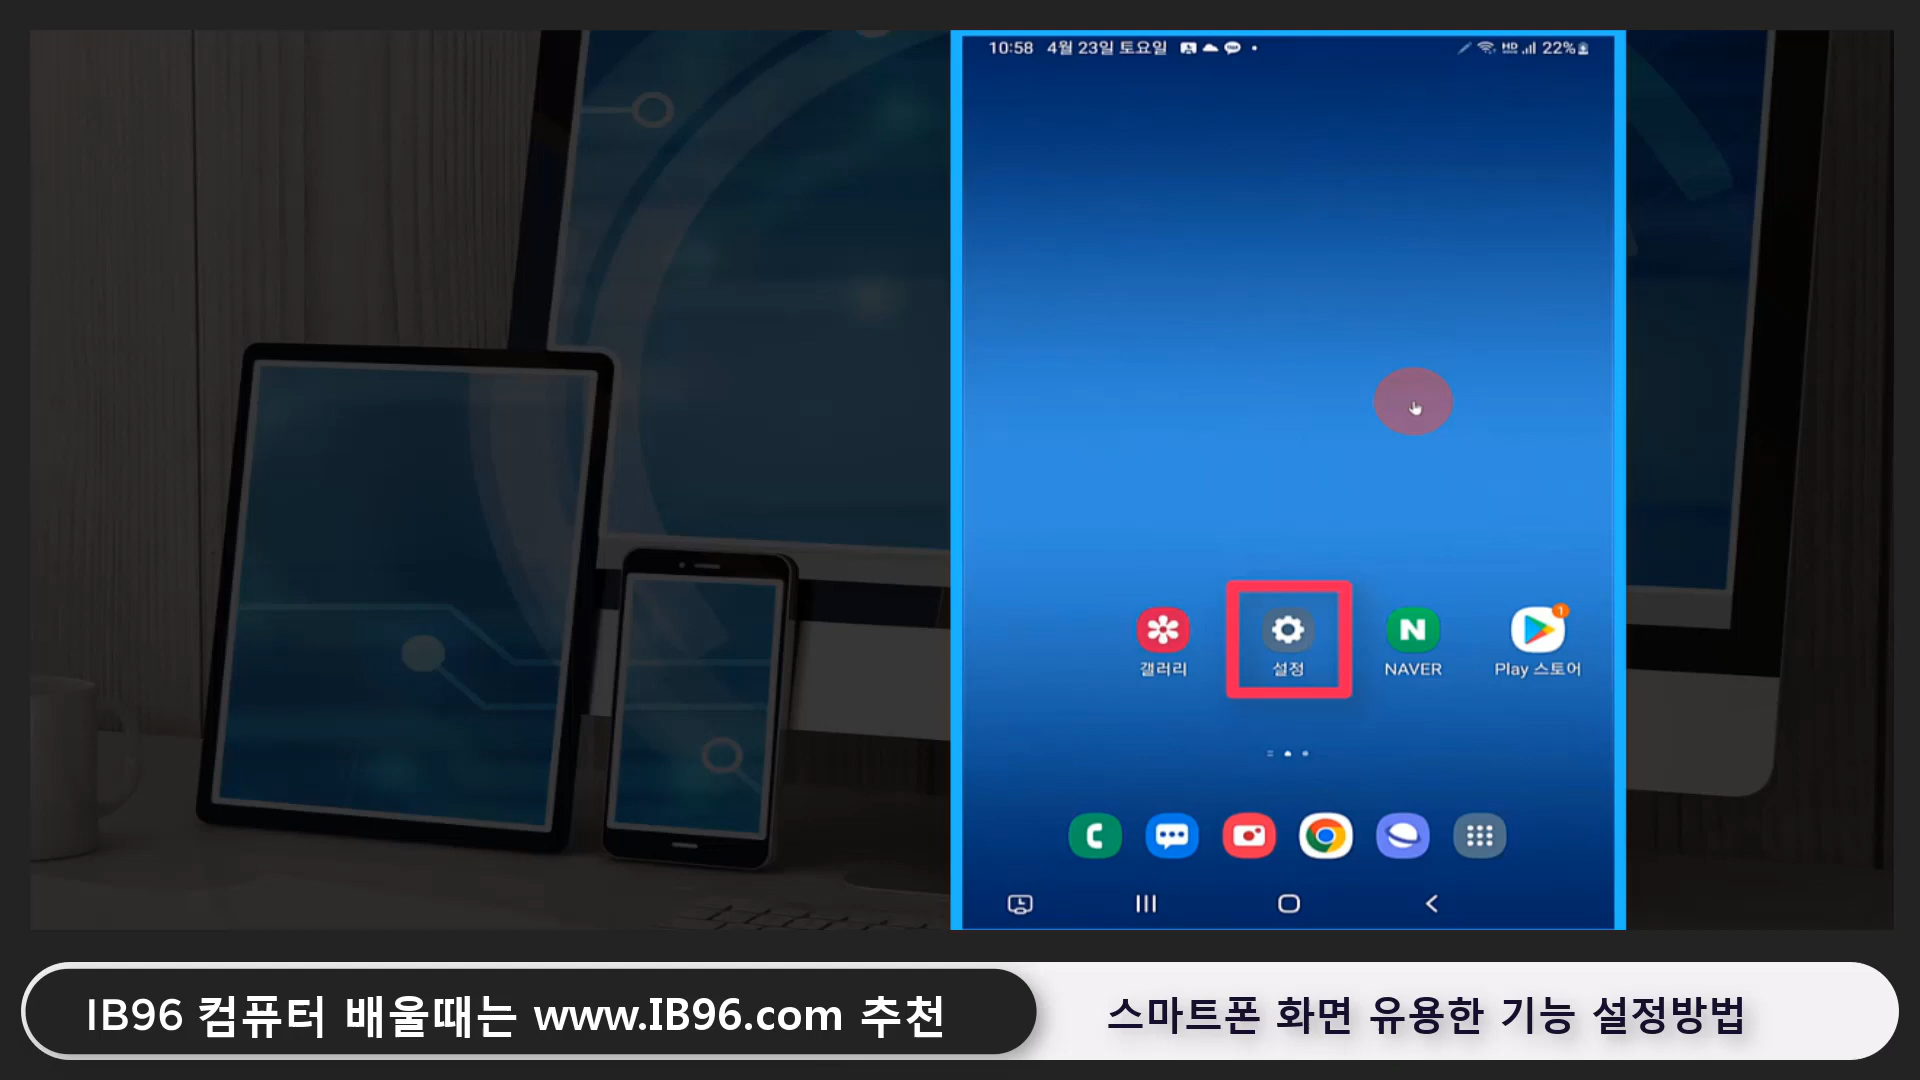 10:58 4월 23일 토요일
HD 22%
갤러리
설정
N
NAVER
1
Play 스토어
IB96 컴퓨터 배울때는 www.IB96.com 추천
스마트폰 화면 유용한 기능 설정방법